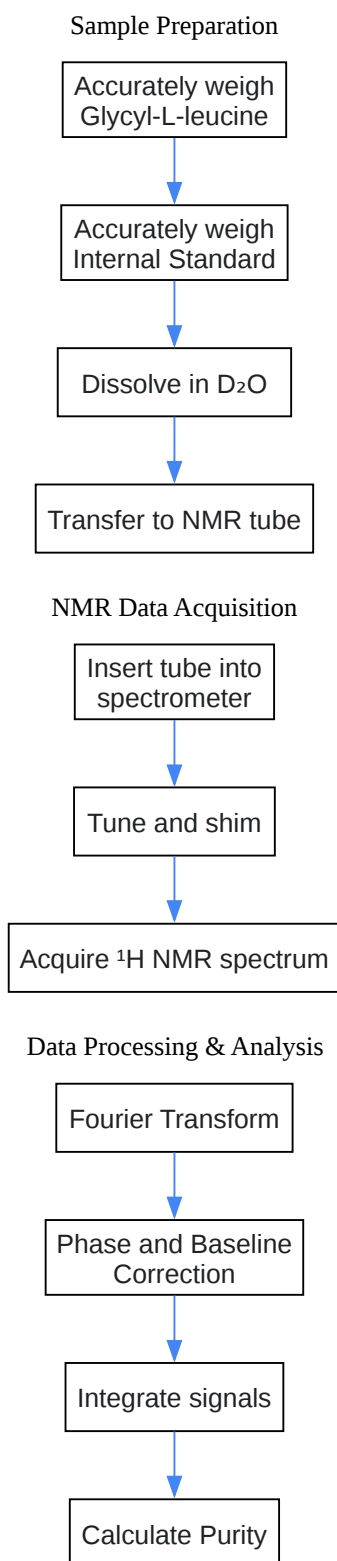 Sample Preparation
Accurately weigh
Glycyl-L-leucine
Accurately weigh
Internal Standard
Dissolve in D₂O
Transfer to NMR tube
NMR Data Acquisition
Insert tube into
spectrometer
Tune and shim
Acquire ¹H NMR spectrum
Data Processing & Analysis
Fourier Transform
Phase and Baseline
Correction
Integrate signals
Calculate Purity